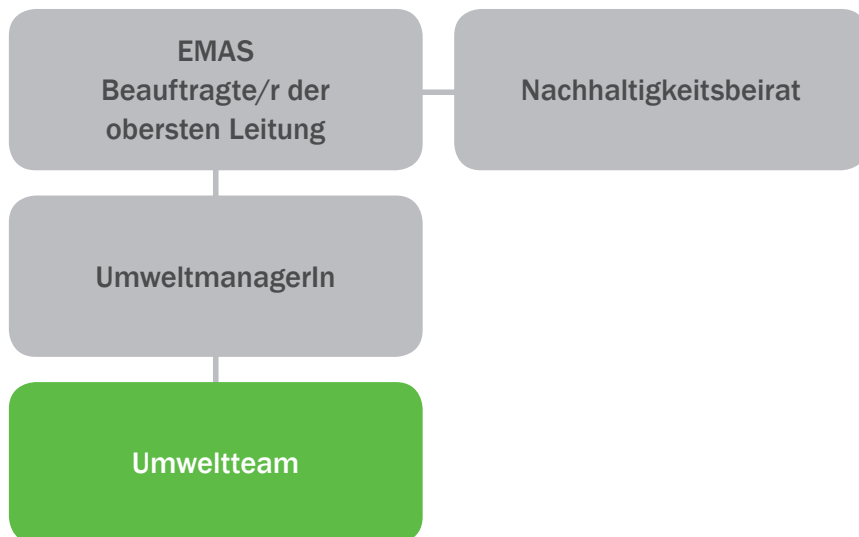 EMAS
Beauftragte/r der
obersten Leitung
Nachhaltigkeitsbeirat
UmweltmanagerIn
Umweltteam